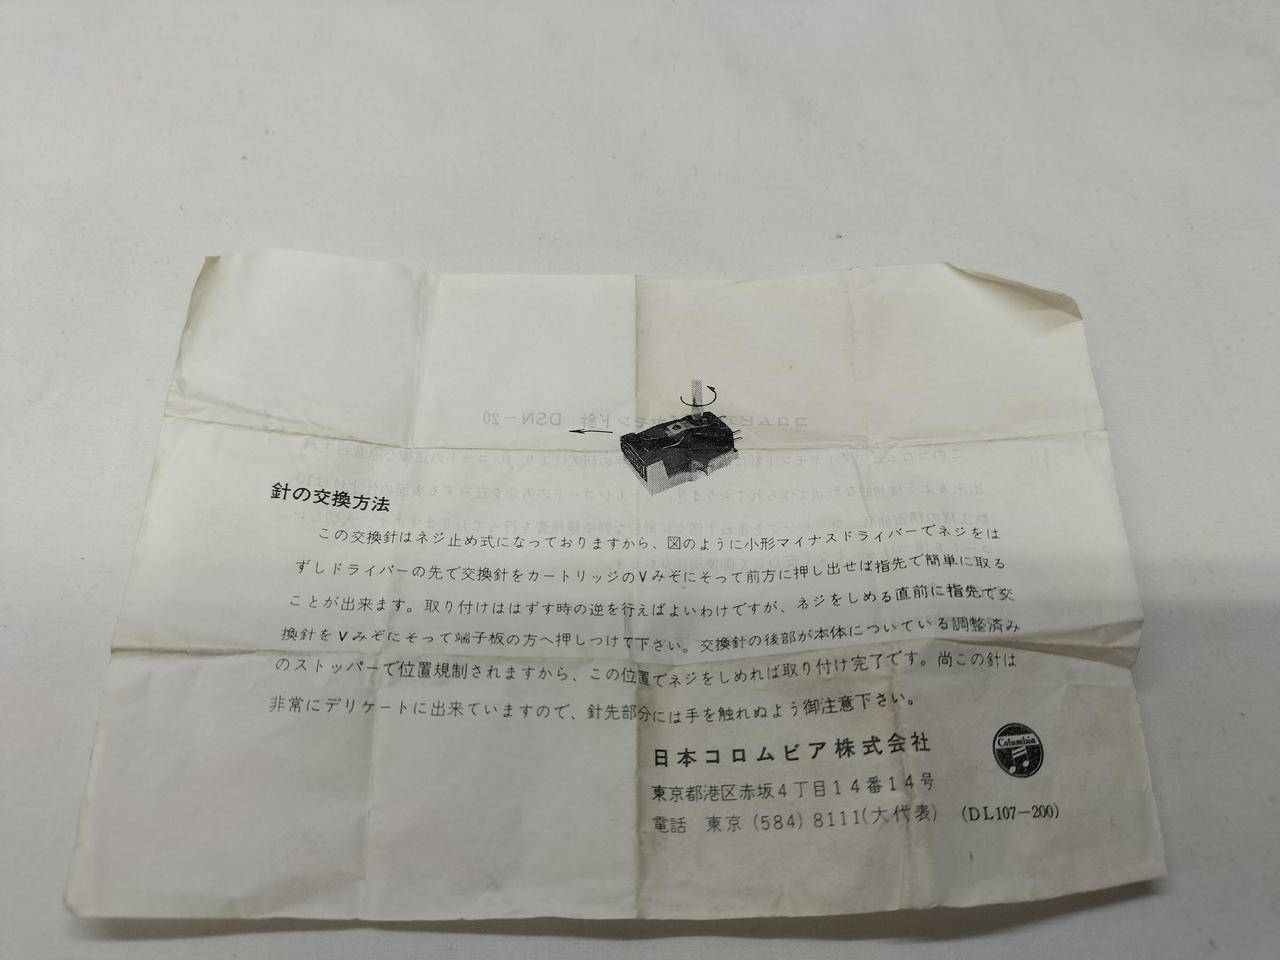 針の交換方法
この交換針はネジ止め式になっておりますから、図のように小形マイナスドライバーでネジをは
ずしドライバーの先で交換針をカートリッジのVみぞにそって前方に押し出せば指先で簡単に取る
ことが出来ます。取り付けははずす時の逆を行えばよいわけですが、ネジをしめる直前に指先で交
換針をVみぞにそって端子板の方へ押しつけて下さい。交換針の後部が本体についている調整済み
のストッパーで位置規制されますから、この位置でネジをしめれば取り付け完了です。尚この針は
非常にデリケートに出来ていますので、針先部分には手を触れぬよう御注意下さい。
日本コロムビア株式会社
Columbia
東京都港区赤坂4丁目14番14号
電話 東京 (584) 8111(大代表) (DL107-200)